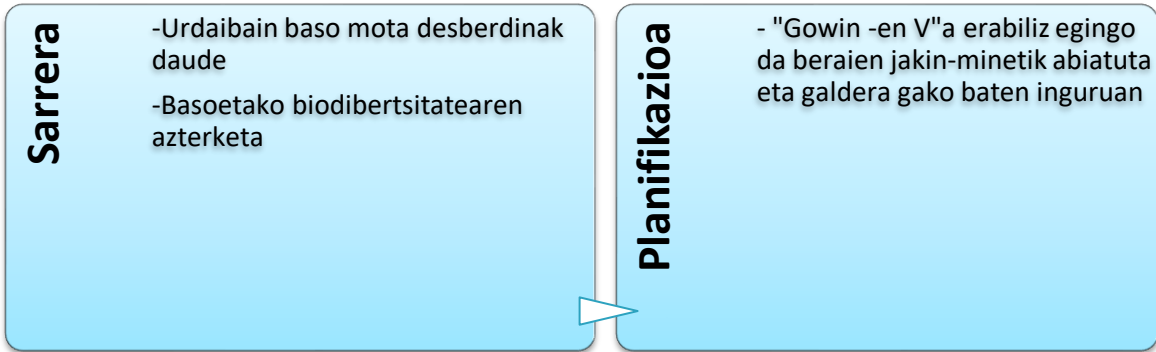 Sarrera
-Urdaibain baso mota desberdinak
daude
-Basoetako biodibertsitatearen
azterketa
Planifikazioa
- "Gowin -en V"a erabiliz egingo
da beraien jakin-minetik abiatuta
eta galdera gako baten inguruan